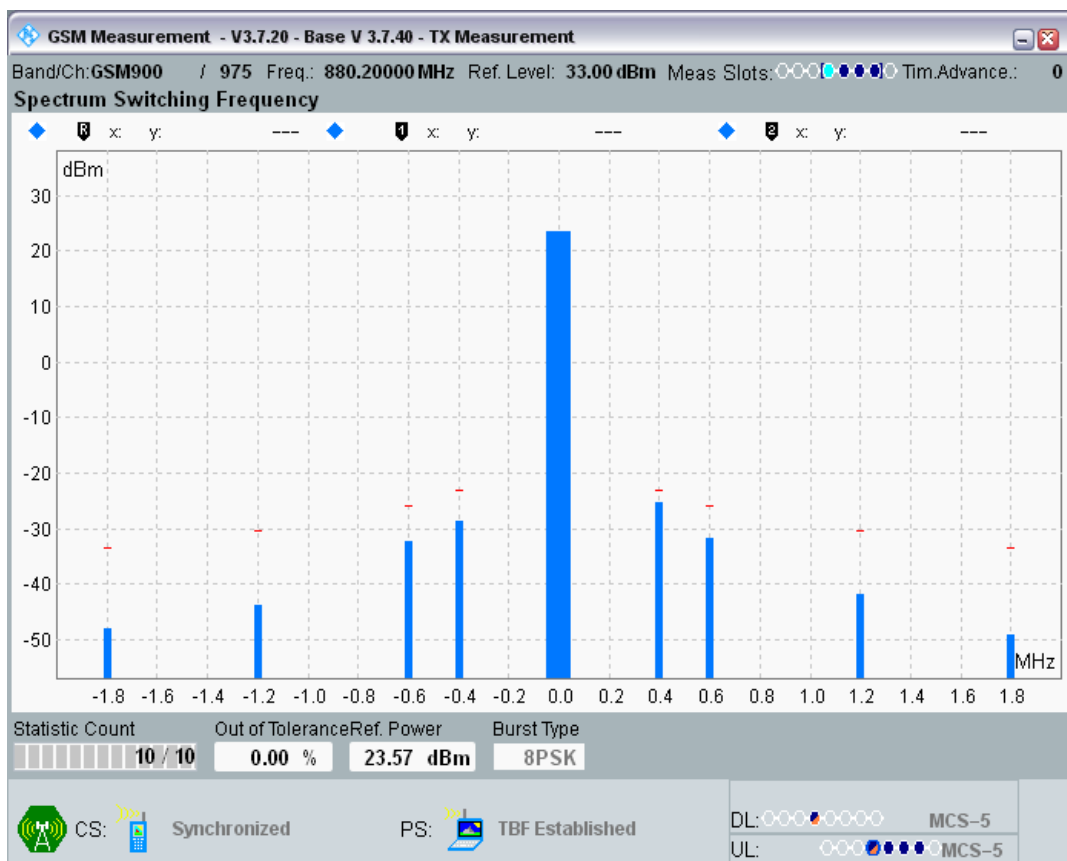 GSM Measurement - V3.7.20 - Base V 3.7.40 - TX Measurement
Band/Ch:GSM900 / 975 Freq.: 880.20000 MHz Ref. Level: 33.00 dBm Meas Slots: Tim.Advance.: 0
Spectrum Switching Frequency
R x: y: --- 1 x: y: --- 2 x: y: ---
dBm
30
20
10
0
-10
-20
-30
-40
-50
MHz
-1.8 -1.6 -1.4 -1.2 -1.0 -0.8 -0.6 -0.4 -0.2 0.0 0.2 0.4 0.6 0.8 1.0 1.2 1.4 1.6 1.8
Statistic Count Out of Tolerance Ref. Power Burst Type
10 / 10 0.00 % 23.57 dBm 8PSK
CS: Synchronized PS: TBF Established DL: MCS-5
UL: MCS-5